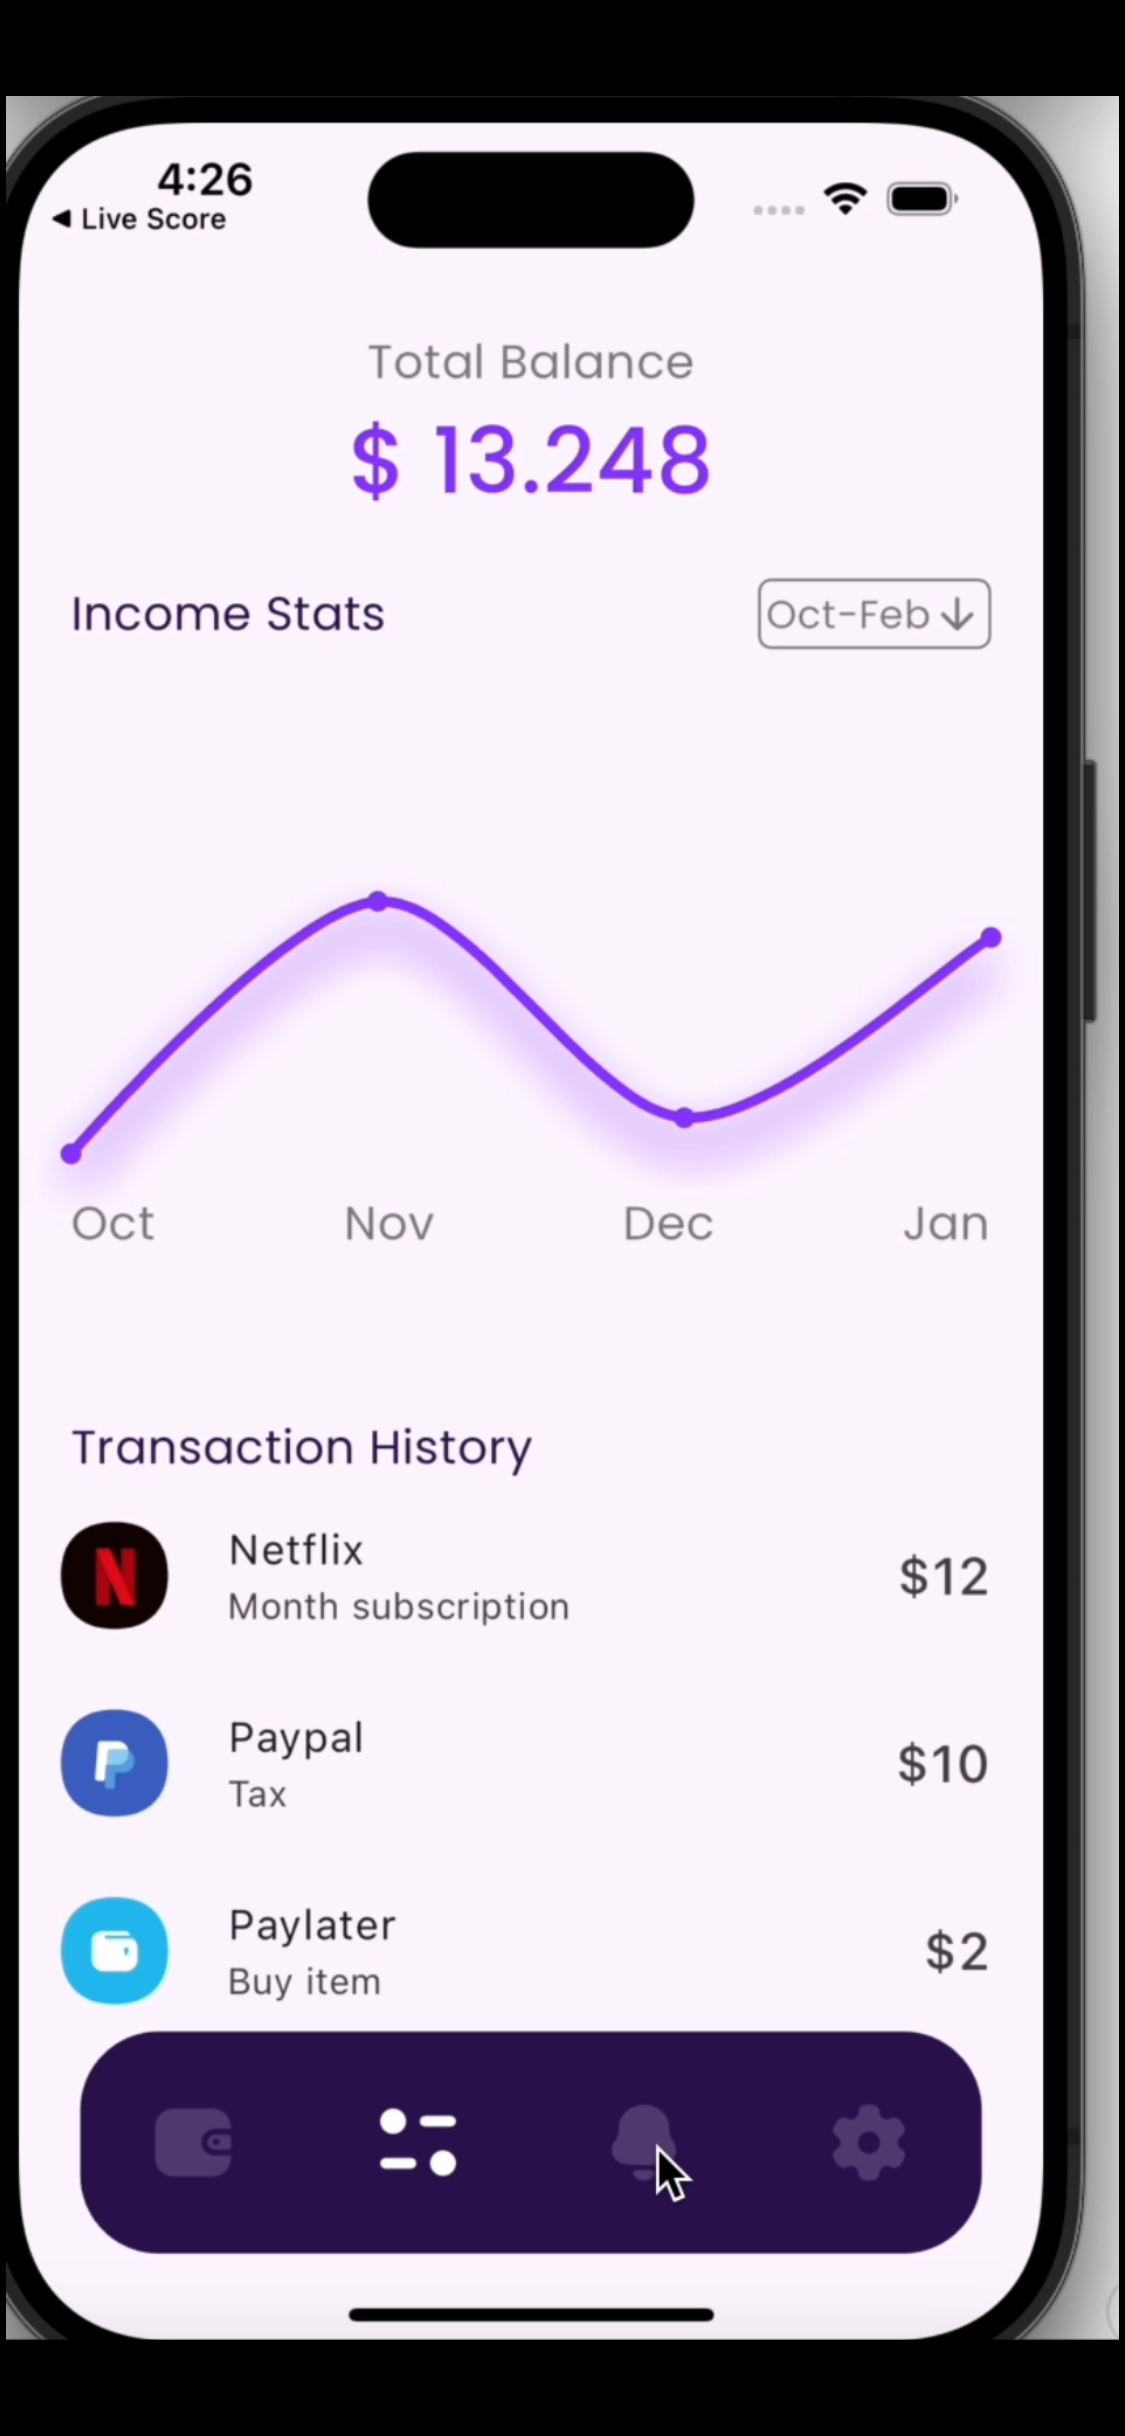 4:26
◀ Live Score
Total Balance
$ 13.248
Income Stats
Oct-Feb ↓
Oct Nov Dec Jan
Transaction History
N
Netflix
$12
Month subscription
P
Paypal
$10
Tax
Paylater
$2
Buy item